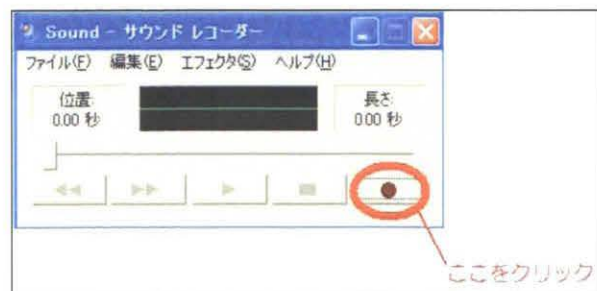 Sound - サウンド レコーダー
ファイル(F) 編集(E) エフェクタ(S) ヘルプ(H)
位置: 長さ:
0.00 秒 0.00 秒
ここをクリック